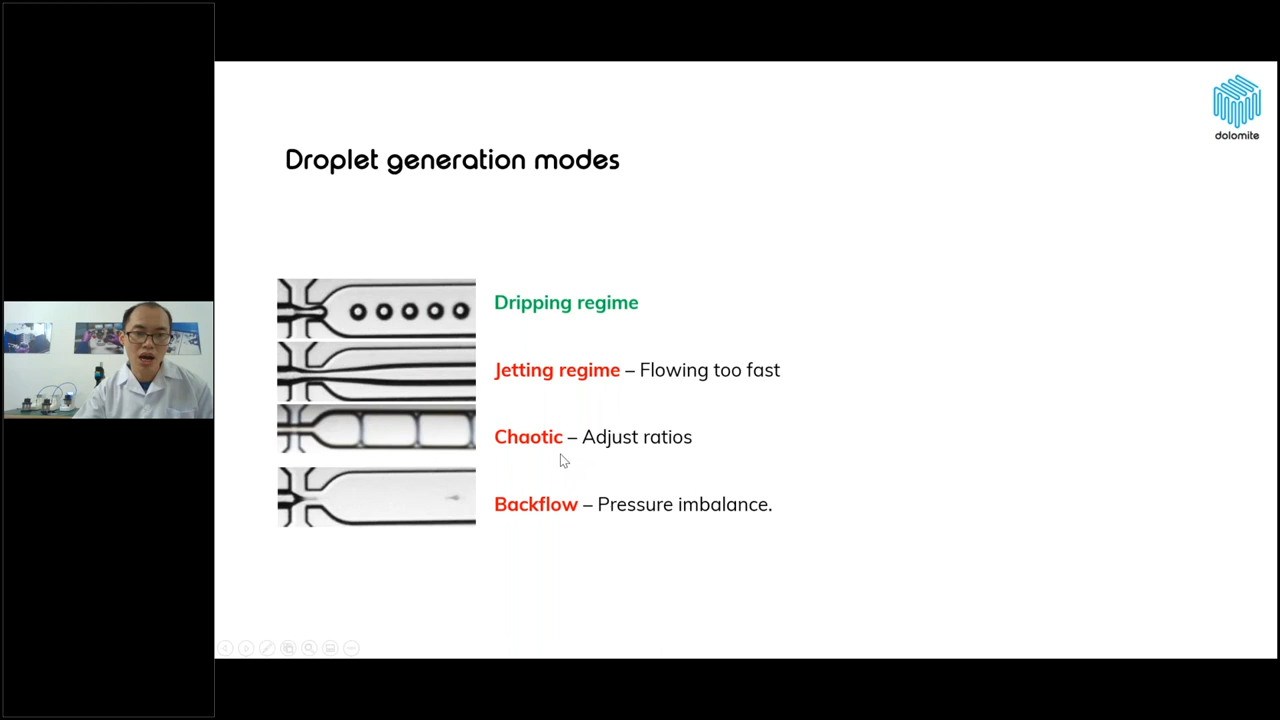 dolomite
Droplet generation modes
Dripping regime
Jetting regime – Flowing too fast
Chaotic – Adjust ratios
Backflow – Pressure imbalance.